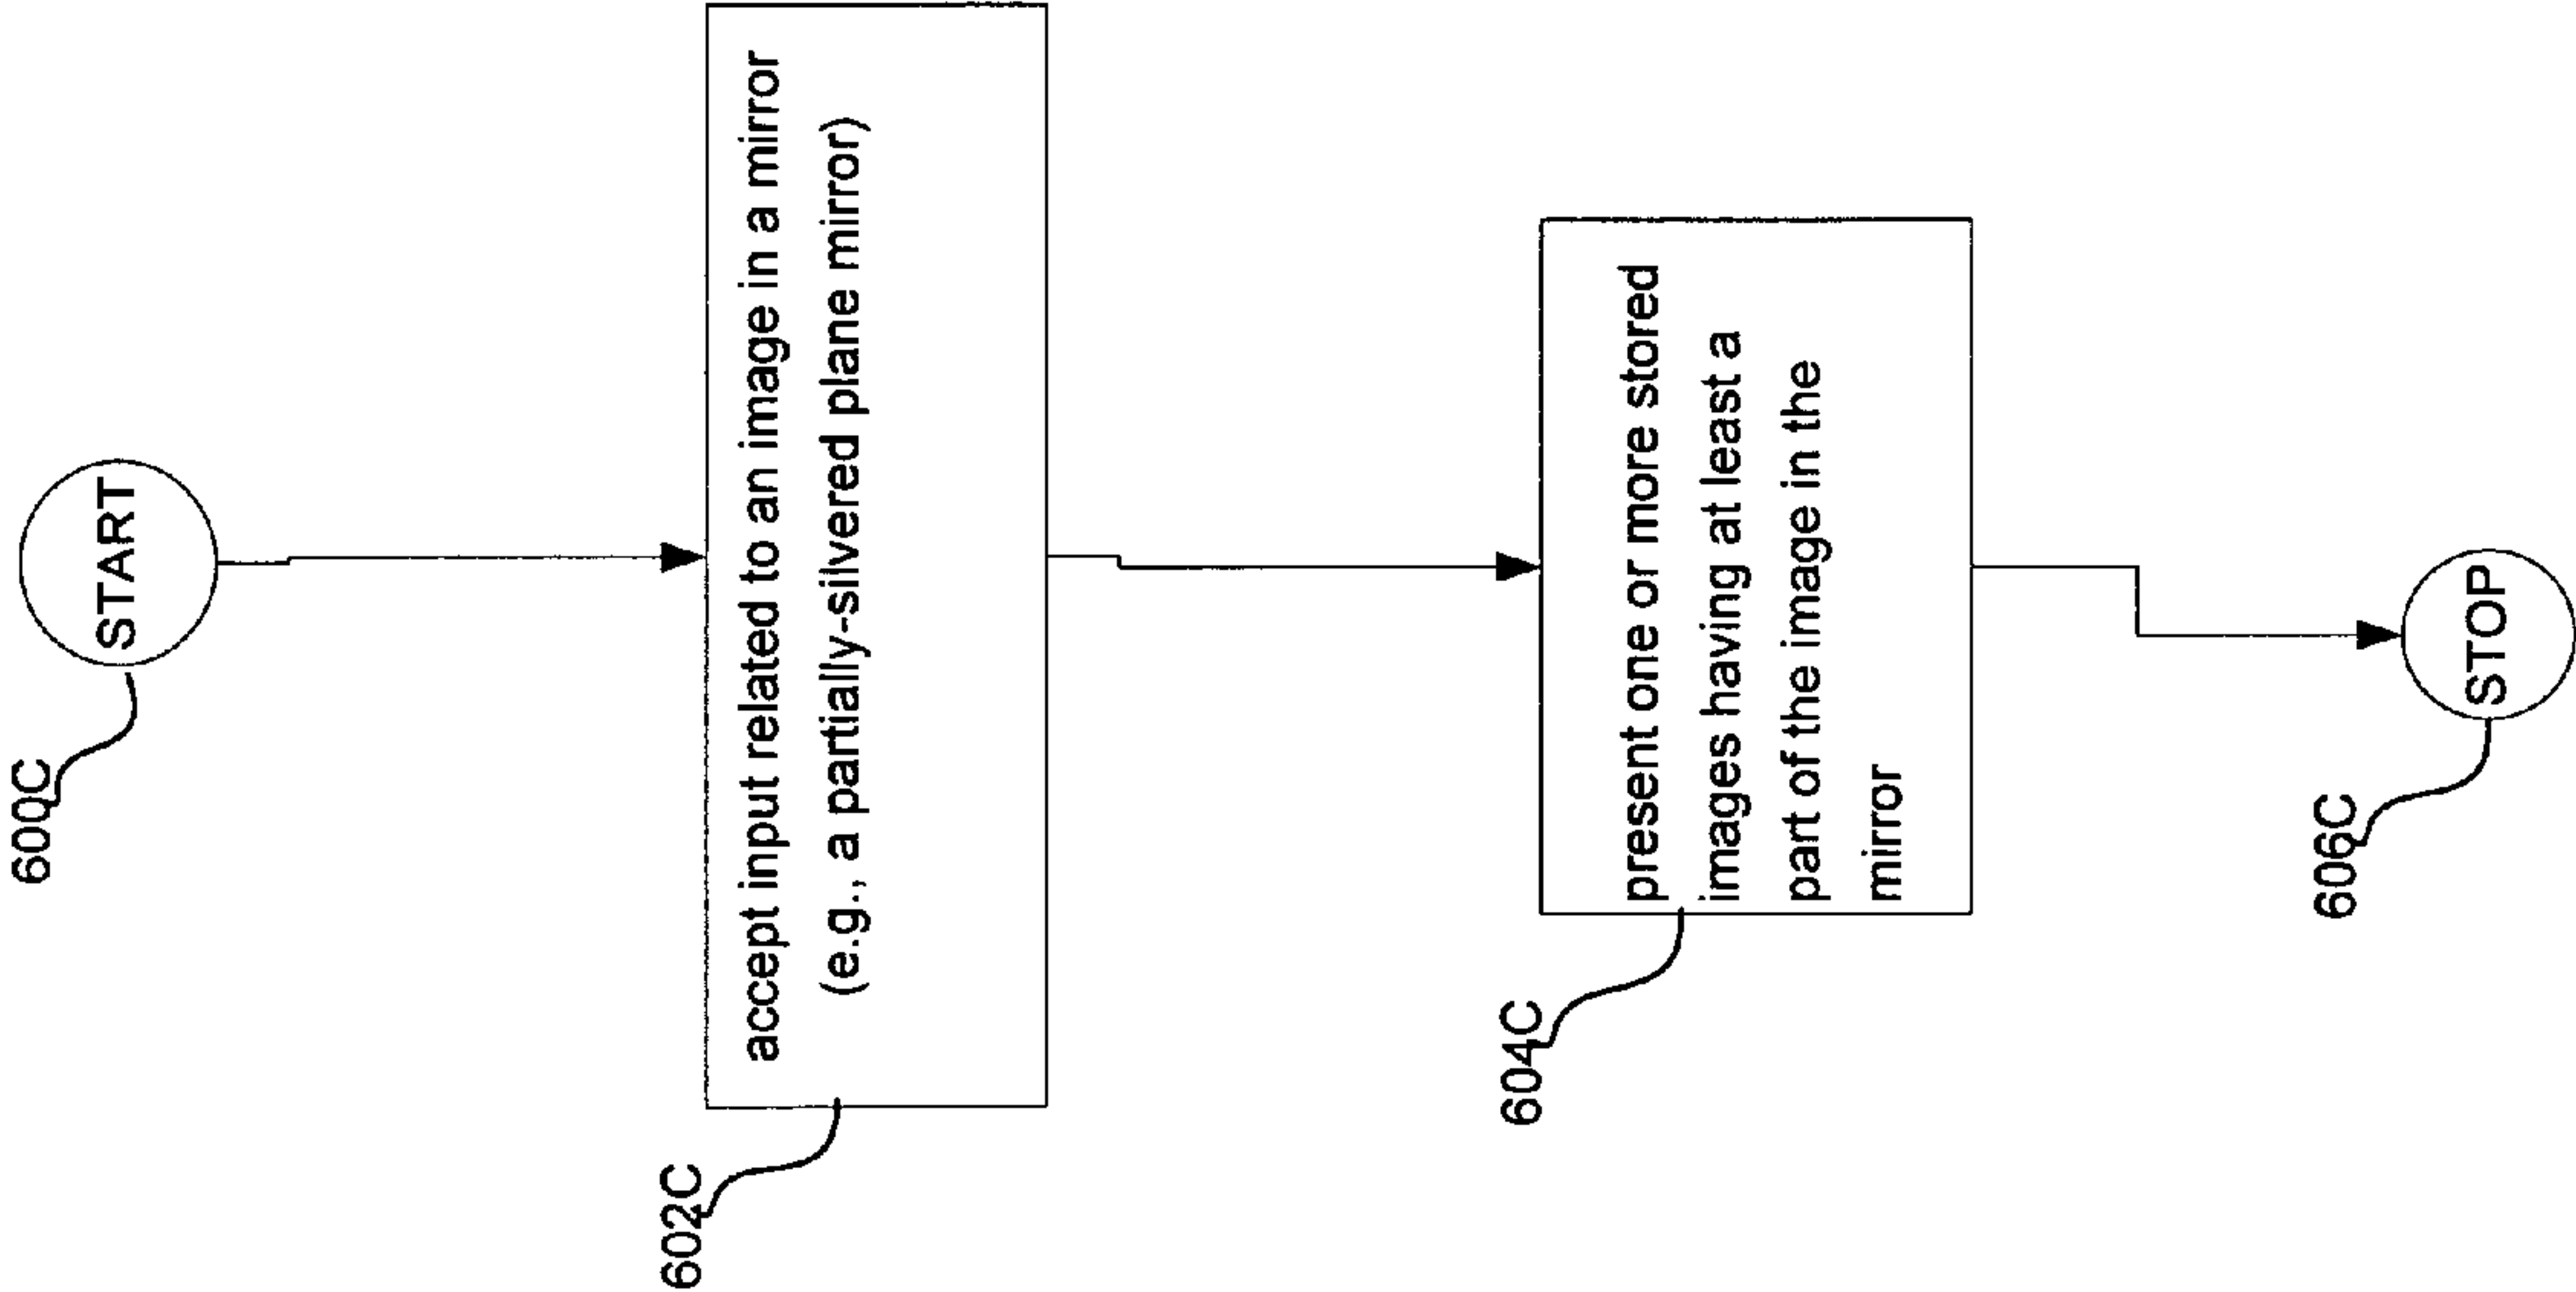 600C
START
602C
accept input related to an image in a mirror
(e.g., a partially-silvered plane mirror)
604C
present one or more stored
images having at least a
part of the image in the
mirror
606C
STOP